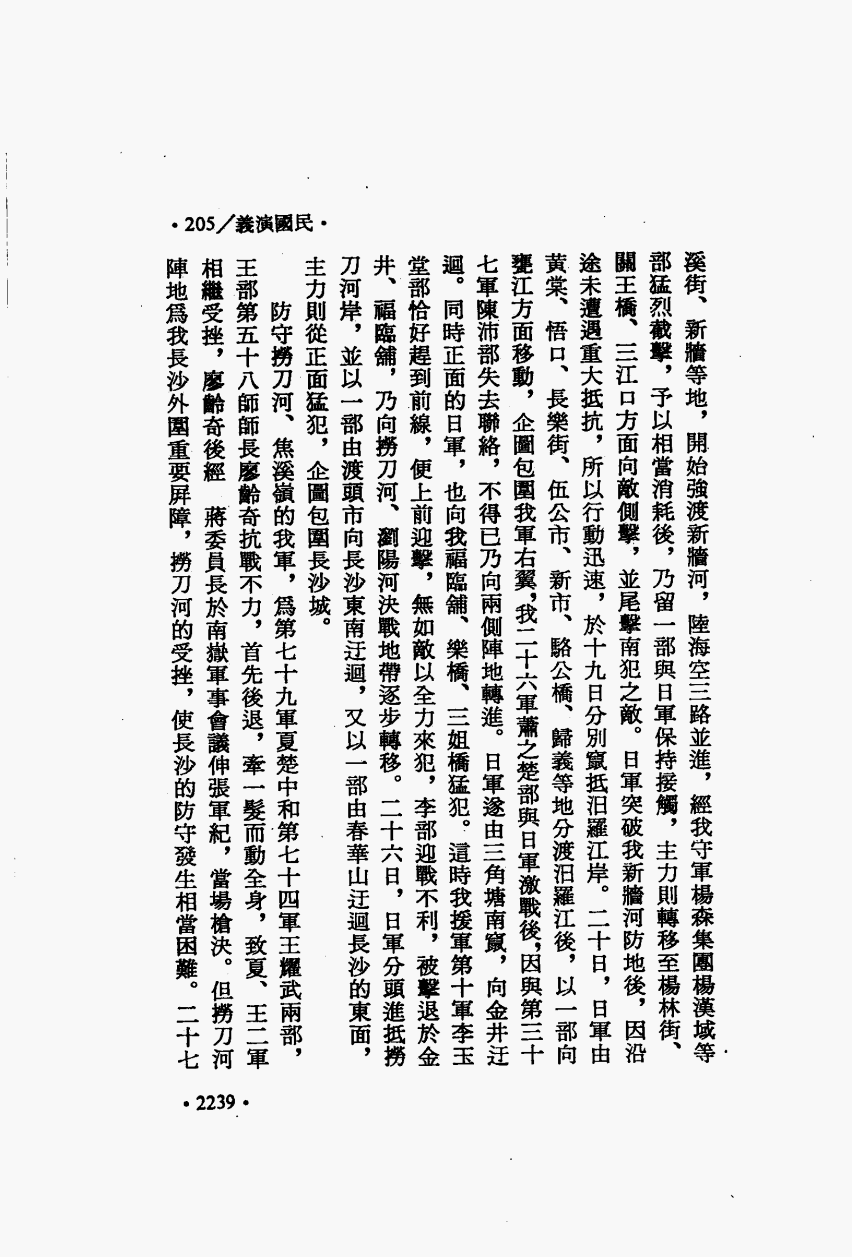 •205/義演國民•
溪街、新牆等地，開始強渡新牆河，陸海空三路並進，經我守軍楊森集團楊漢域等
部猛烈截擊，予以相當消耗後，乃留一部與日軍保持接觸，主力則轉移至楊林街、
關王橋、三江口方面向敵側擊，並尾擊南犯之敵。日軍突破我新牆河防地後，因沿
途未遭遇重大抵抗，所以行動迅速，於十九日分別竄抵汨羅江岸。二十日，日軍由
黃棠、悟口、長樂街、伍公市、新市、駱公橋、歸義等地分渡汨羅江後，以一部向
甕江方面移動，企圖包圍我軍右翼，我二十六軍蕭之楚部與日軍激戰後，因與第三十
七軍陳沛部失去聯絡，不得已乃向兩側陣地轉進。日軍遂由三角塘南竄，向金井迂
迴。同時正面的日軍，也向我福臨舖、樂橋、三姐橋猛犯。這時我援軍第十軍李玉
堂部恰好趕到前線，便上前迎擊，無如敵以全力來犯，李部迎戰不利，被擊退於金
井、福臨舖，乃向撈刀河、瀏陽河決戰地帶逐步轉移。二十六日，日軍分頭進抵撈
刀河岸，並以一部由渡頭市向長沙東南迂迴，又以一部由春華山迂迴長沙的東面，
主力則從正面猛犯，企圖包圍長沙城。
防守撈刀河、焦溪嶺的我軍，爲第七十九軍夏楚中和第七十四軍王耀武兩部，
王部第五十八師師長廖齡奇抗戰不力，首先後退，牽一髮而動全身，致夏、王二軍
相繼受挫，廖齡奇後經　蔣委員長於南嶽軍事會議伸張軍紀，當場槍決。但撈刀河
陣地爲我長沙外圍重要屏障，撈刀河的受挫，使長沙的防守發生相當困難。二十七
•2239•